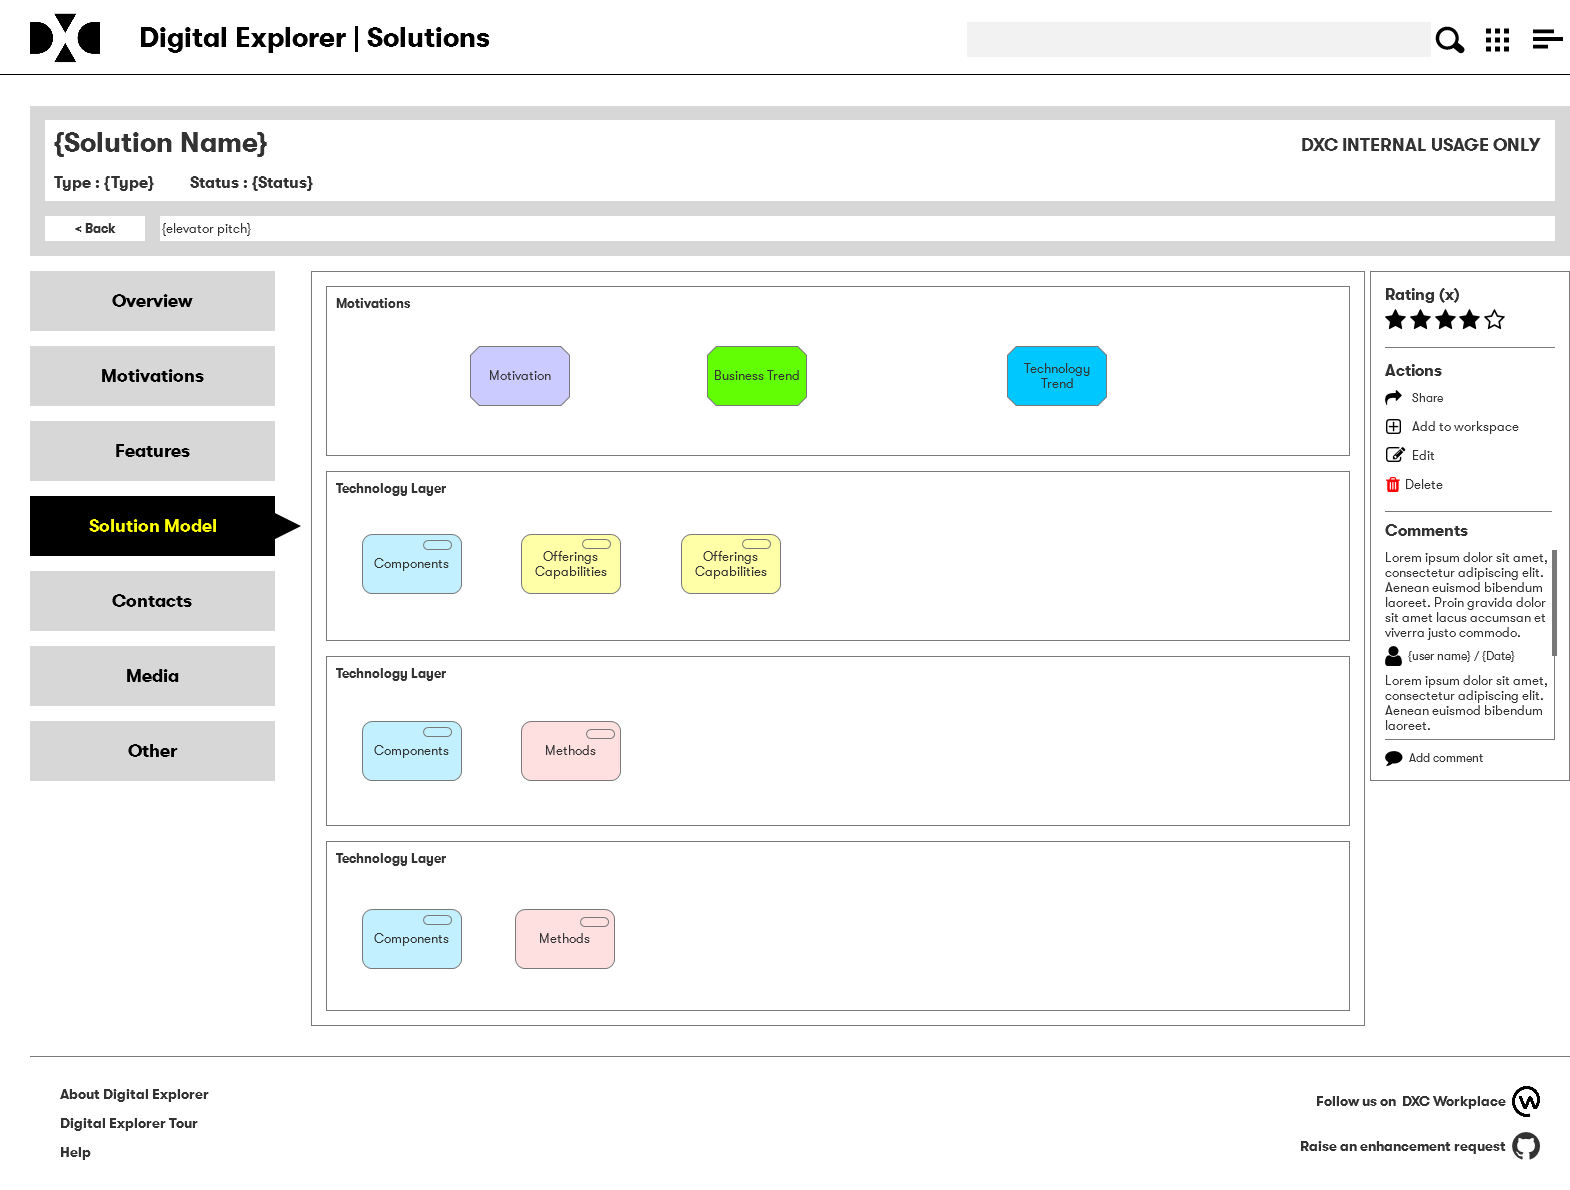 DXC
Digital Explorer | Solutions
{Solution Name}
DXC INTERNAL USAGE ONLY
Type : {Type}
Status : {Status}
< Back
{elevator pitch}
Overview
Motivations
Features
Solution Model
Contacts
Media
Other
Motivations
Motivation
Business Trend
Technology
Trend
Technology Layer
Components
Offerings
Capabilities
Offerings
Capabilities
Technology Layer
Components
Methods
Technology Layer
Components
Methods
Rating (x)
Actions
Share
Add to workspace
Edit
Delete
Comments
Lorem ipsum dolor sit amet,
consectetur adipiscing elit.
Aenean euismod bibendum
laoreet. Proin gravida dolor
sit amet lacus accumsan et
viverra justo commodo.
{user name} / {Date}
Lorem ipsum dolor sit amet,
consectetur adipiscing elit.
Aenean euismod bibendum
laoreet.
Add comment
About Digital Explorer
Digital Explorer Tour
Help
Follow us on DXC Workplace
Raise an enhancement request